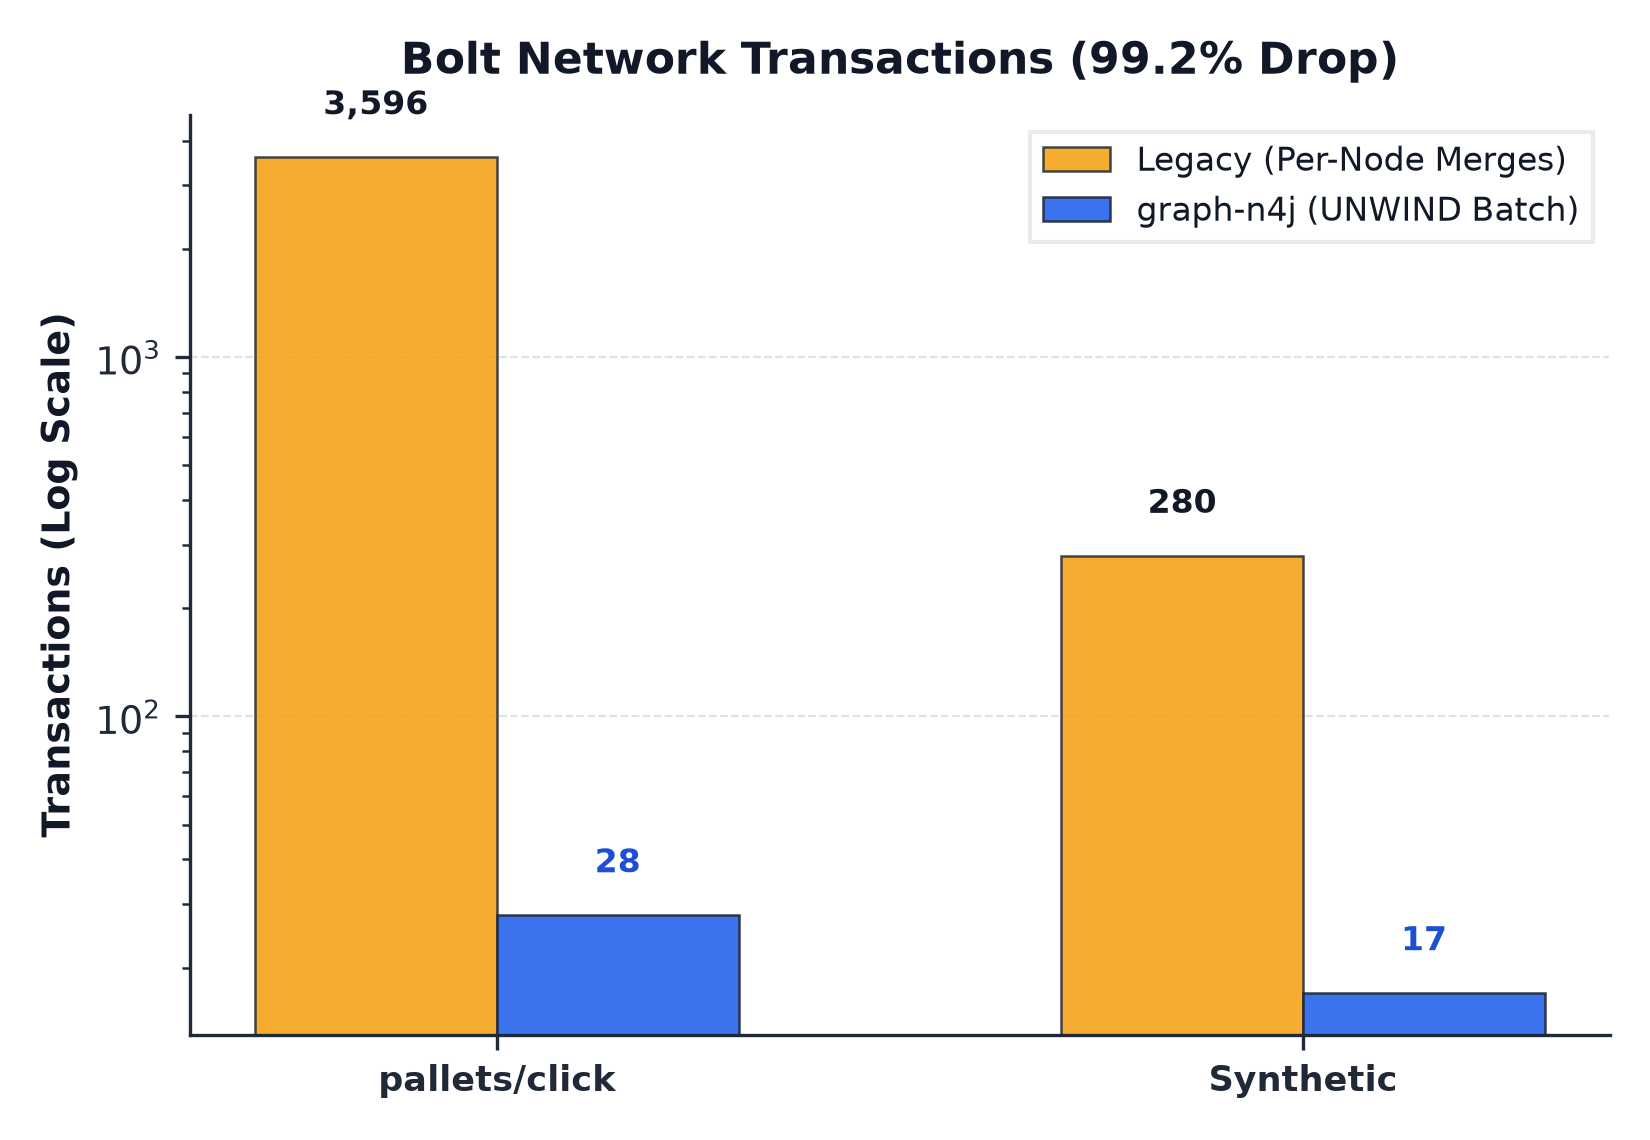 Bolt Network Transactions (99.2% Drop)
3,596
Legacy (Per-Node Merges)
graph-n4j (UNWIND Batch)
Transactions (Log Scale)
10³
280
10²
28
17
pallets/click
Synthetic